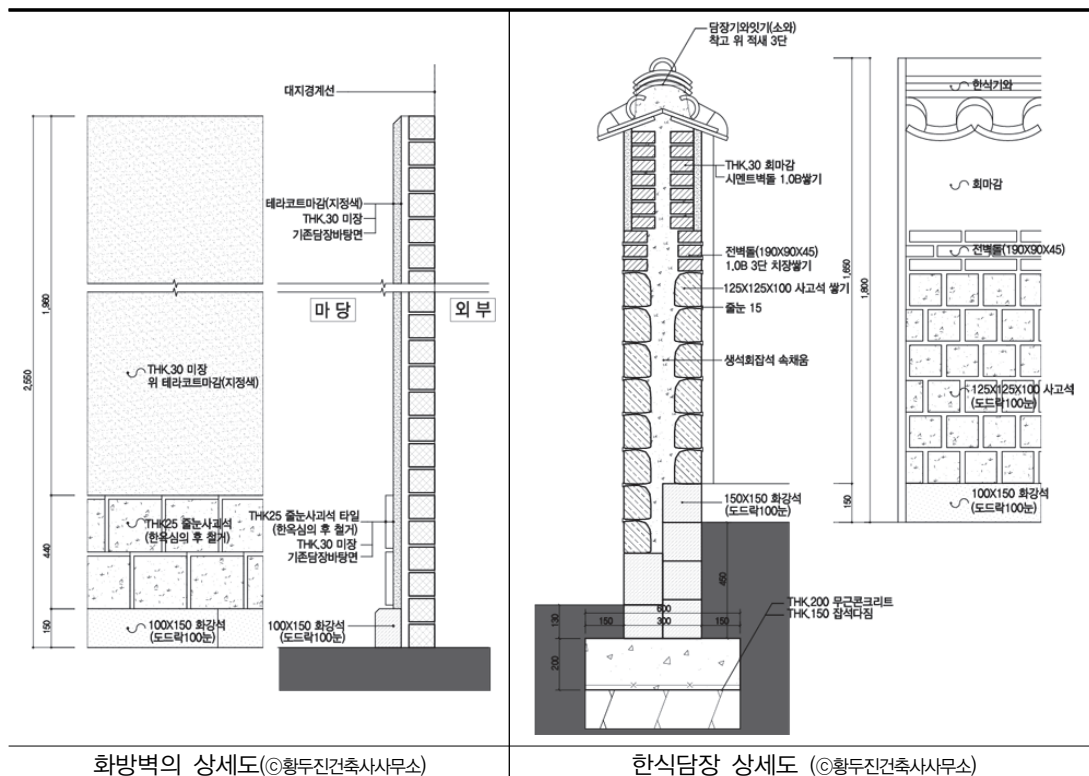 대지경계선
테라코트마감(지정색)
THK.30 미장
기존담장바탕면
마 당
외 부
THK.30 미장
위 테라코트마감(지정색)
2,550
1,960
440
150
THK25 줄눈사괴석
(한옥심의 후 철거)
THK25 줄눈사괴석 타일
(한옥심의 후 철거)
THK.30 미장
기존담장바탕면
100X150 화강석
(도드락100눈)
100X150 화강석
(도드락100눈)
화방벽의 상세도(ⓒ황두진건축사사무소)
담장기와잇기(소와)
착고 위 적새 3단
THK.30 회마감
시멘트벽돌 1.0B쌓기
전벽돌(190X90X45)
1.0B 3단 치장쌓기
125X125X100 사고석 쌓기
줄눈 15
생석회잡석 속채움
150X150 화강석
(도드락100눈)
THK.200 무근콘크리트
THK.150 잡석다짐
600
150
300
150
130
200
450
1,650
1,800
150
한식기와
회마감
전벽돌(190X90X45)
125X125X100 사고석
(도드락100눈)
100X150 화강석
(도드락100눈)
한식담장 상세도 (ⓒ황두진건축사사무소)